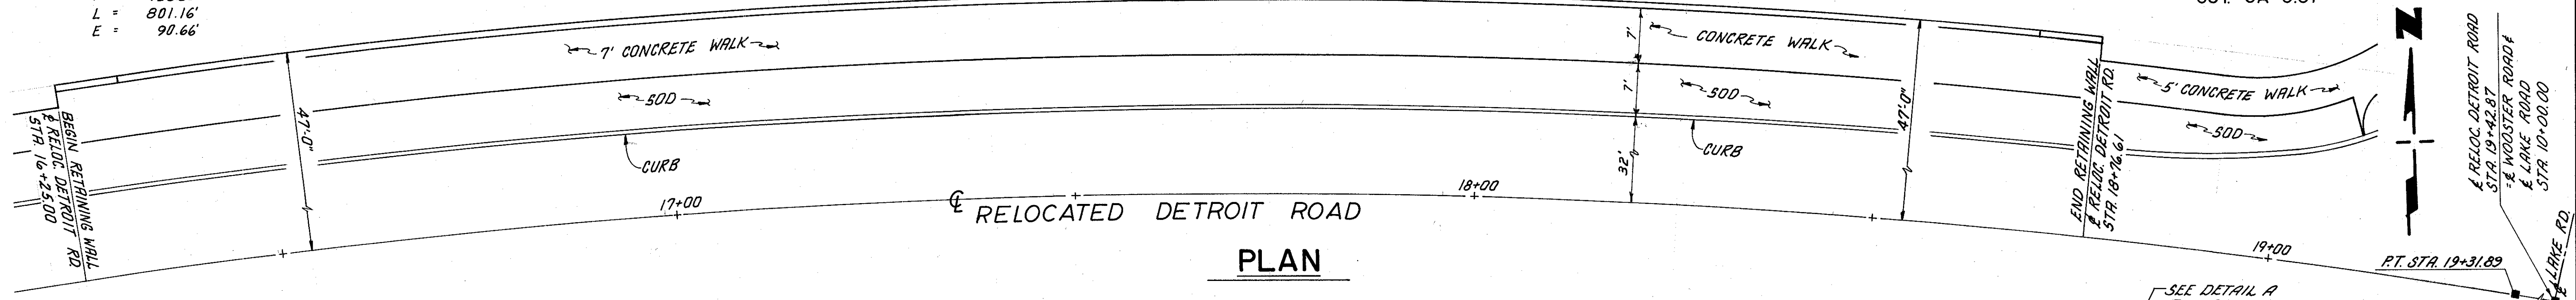 L = 801.16'
E = 90.66'
BEGIN RETAINING WALL
℄ RELOC. DETROIT RD
STA. 16+25.00
47'-0"
7' CONCRETE WALK
SOD
CURB
17+00
℄ RELOCATED DETROIT ROAD
PLAN
18+00
7'
7'
32'
CONCRETE WALK
SOD
CURB
47'-0"
END RETAINING WALL
℄ RELOC. DETROIT RD.
STA. 18+76.61
5' CONCRETE WALK
SOD
19+00
P.T. STA. 19+31.89
SEE DETAIL A
N
℄ RELOC. DETROIT ROAD
STA. 19+42.87
= ℄ WOOSTER ROAD &
℄ LAKE ROAD
STA. 10+00.00
℄ LAKE RD.